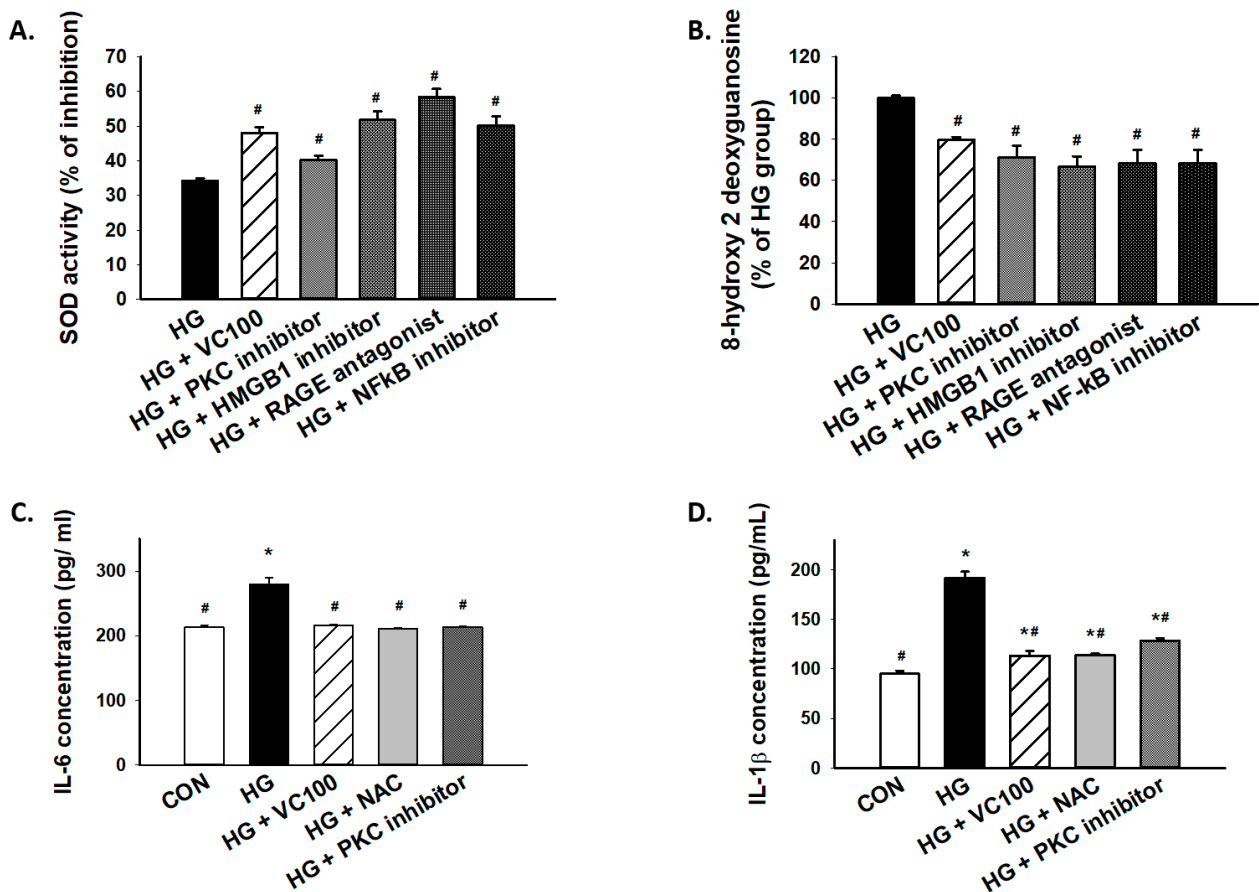 A.
SOD activity (% of inhibition)
70
60
50
40
30
20
10
0
#
#
#
#
#
HG
HG + VC100
HG + PKC inhibitor
HG + HMGB1 inhibitor
HG + RAGE antagonist
HG + NFkB inhibitor
B.
8-hydroxy 2 deoxyguanosine
(% of HG group)
120
100
80
60
40
20
0
#
#
#
#
#
HG
HG + VC100
HG + PKC inhibitor
HG + HMGB1 inhibitor
HG + RAGE antagonist
HG + NF-kB inhibitor
C.
IL-6 concentration (pg/ ml)
300
200
100
0
#
*
#
#
#
CON
HG
HG + VC100
HG + NAC
HG + PKC inhibitor
D.
IL-1β concentration (pg/mL)
200
150
100
50
0
#
*
*#
*#
*#
CON
HG
HG + VC100
HG + NAC
HG + PKC inhibitor